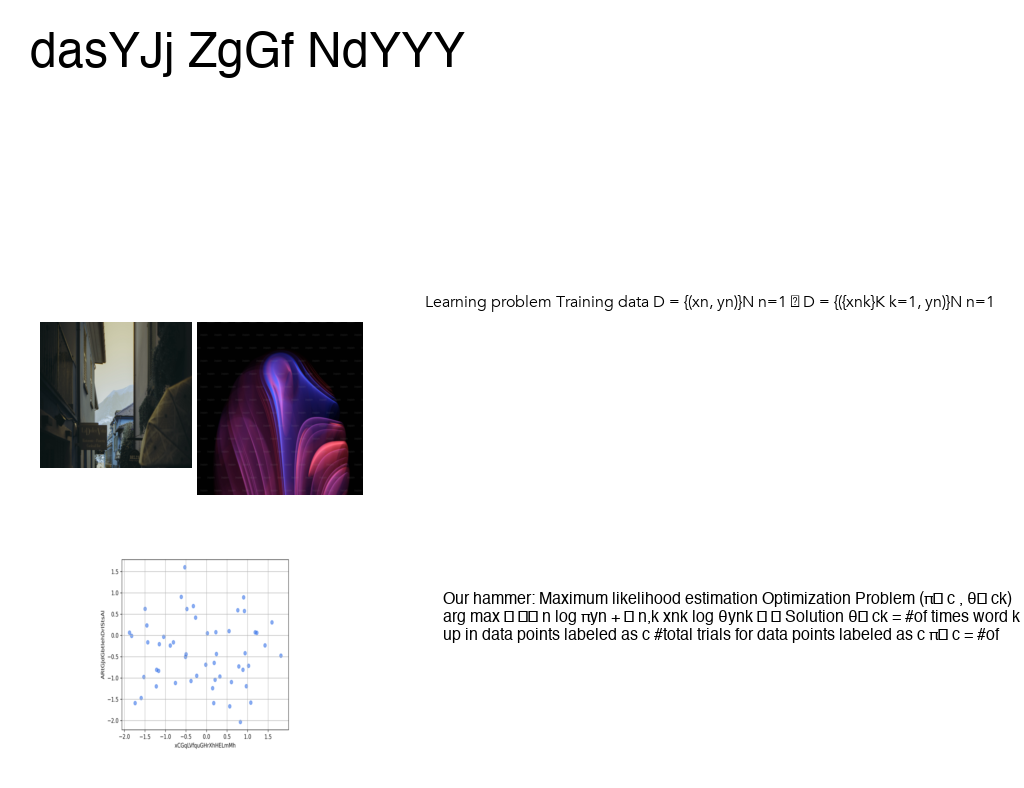 dasYJj ZgGf NdYYY
Learning problem Training data D = {(xn, yn)}N n=1 � D = {({xnk}K k=1, yn)}N n=1
Our hammer: Maximum likelihood estimation Optimization Problem (π□ c , θ□ ck)
arg max □ □□ n log πyn + □ n,k xnk log θynk □ □ Solution θ□ ck = #of times word k
up in data points labeled as c #total trials for data points labeled as c π□ c = #of
1.5
1.0
0.5
0.0
−0.5
−1.0
−1.5
−2.0
−2.0 −1.5 −1.0 −0.5 0.0 0.5 1.0 1.5